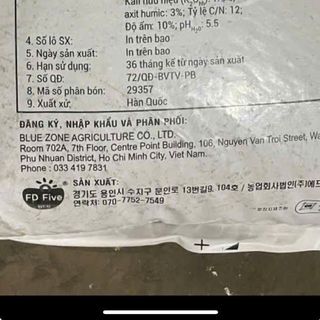 Kali hữu hiệu
axit humic: 3%; Tỷ lệ C/N: 12;
Độ ẩm: 10%; pH H₂O: 5.5
4. Số lô SX: In trên bao
5. Ngày sản xuất: In trên bao
6. Hạn sử dụng: 36 tháng kể từ ngày sản xuất
7. Số QĐ: 72/QĐ-BVTV-PB
8. Mã số phân bón: 29357
9. Xuất xứ: Hàn Quốc
ĐĂNG KÝ, NHẬP KHẨU VÀ PHÂN PHỐI:
BLUE ZONE AGRICULTURE CO., LTD.
Room 702A, 7th Floor, Centre Point Building, 106, Nguyen Van Troi Street, Wa
Phu Nhuan District, Ho Chi Minh City, Viet Nam.
Phone : 033 419 7831
SẢN XUẤT:
경기도 용인시 수지구 문인로 13번길8, 104호 / 농업회사법인(주)에드
연락처: 070-7752-7549
FD Five